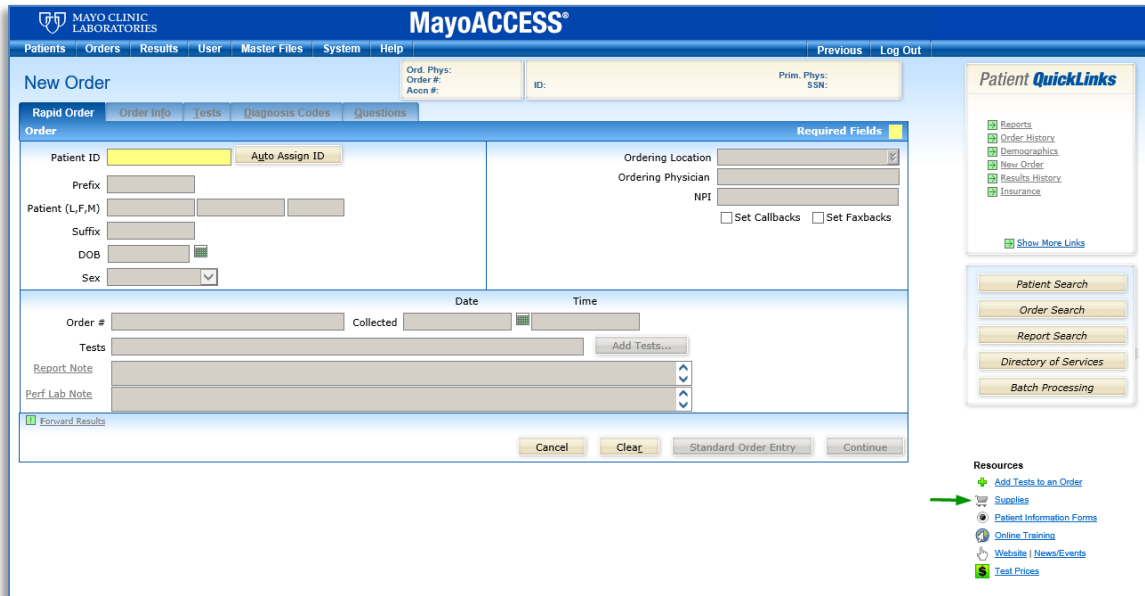 MAYO CLINIC
LABORATORIES
MayoACCESS®
Patients Orders Results User Master Files System Help Previous Log Out
New Order
Ord. Phys:
Order #:
Accn #:
ID:
Prim. Phys:
SSN:
Rapid Order Order Info Tests Diagnosis Codes Questions
Order Required Fields
Patient ID Auto Assign ID
Prefix
Patient (L,F,M)
Suffix
DOB
Sex
Ordering Location
Ordering Physician
NPI
Set Callbacks Set Faxbacks
Date Time
Order # Collected
Tests Add Tests...
Report Note
Perf Lab Note
Forward Results
Cancel Clear Standard Order Entry Continue
Patient QuickLinks
Reports
Order History
Demographics
New Order
Results History
Insurance
Show More Links
Patient Search
Order Search
Report Search
Directory of Services
Batch Processing
Resources
Add Tests to an Order
Supplies
Patient Information Forms
Online Training
Website | News/Events
$ Test Prices